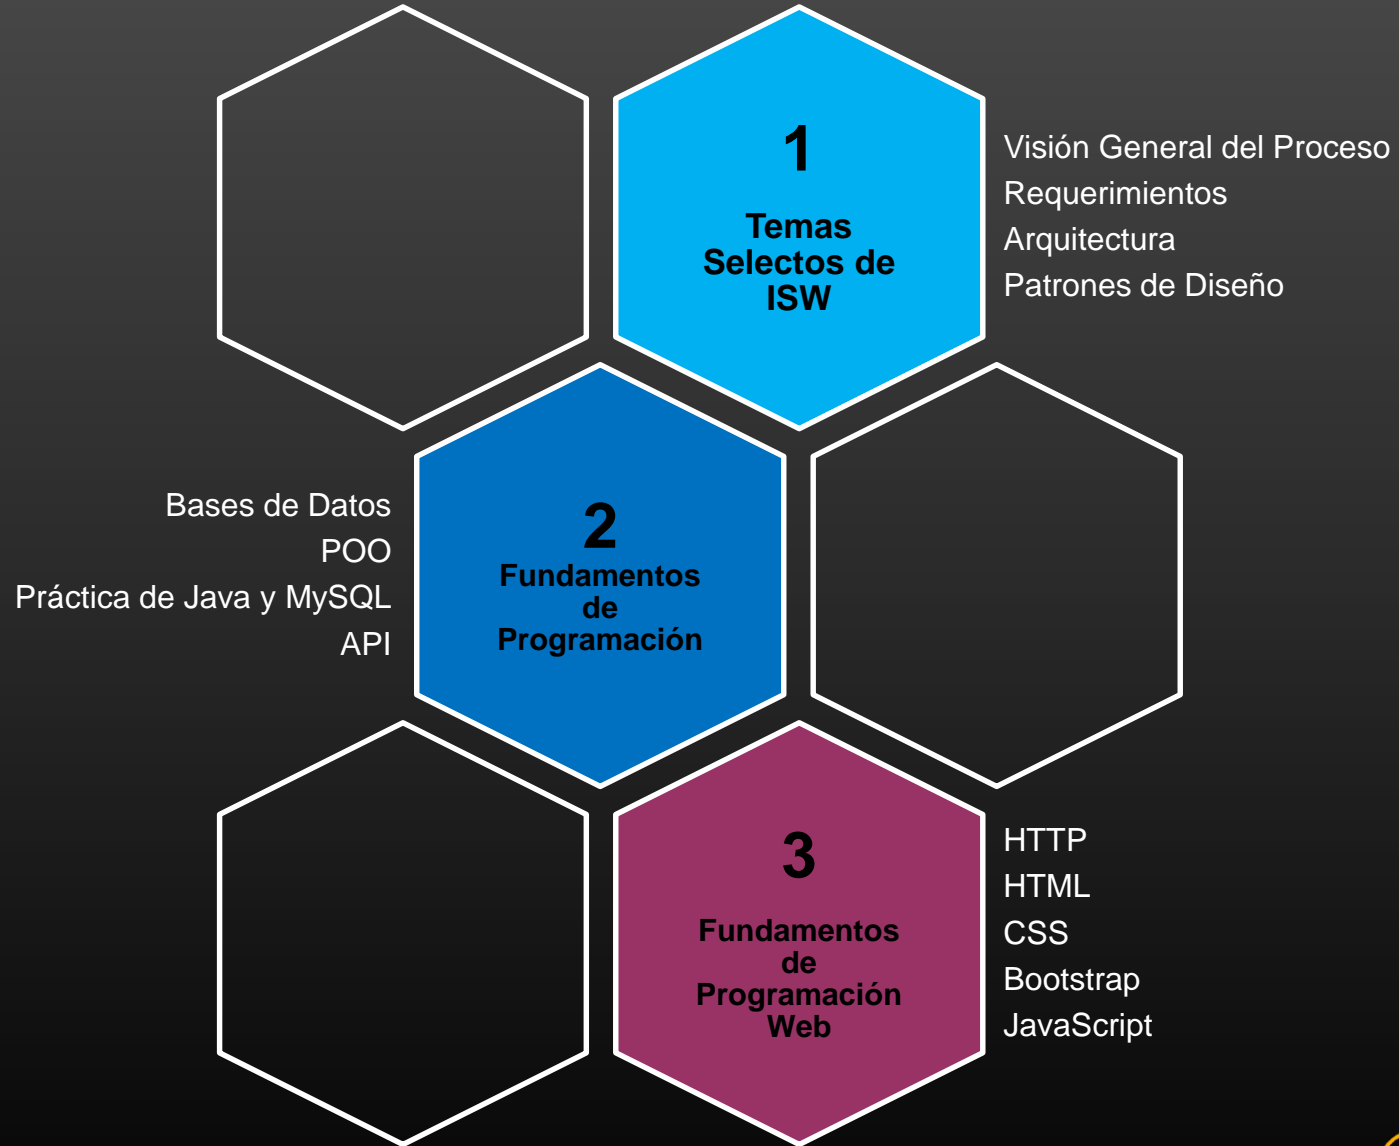 1
Temas
Selectos de
ISW
Visión General del Proceso
Requerimientos
Arquitectura
Patrones de Diseño
Bases de Datos
POO
Práctica de Java y MySQL
API
2
Fundamentos
de
Programación
3
Fundamentos
de
Programación
Web
HTTP
HTML
CSS
Bootstrap
JavaScript